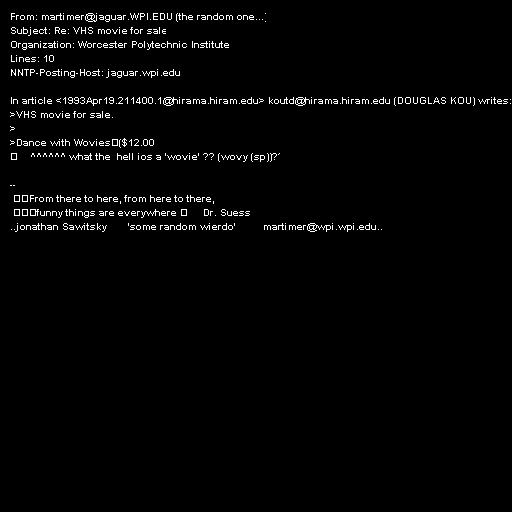 From: martimer@jaguar.WPI.EDU (the random one...)
Subject: Re: VHS movie for sale
Organization: Worcester Polytechnic Institute
Lines: 10
NNTP-Posting-Host: jaguar.wpi.edu

In article <1993Apr19.211400.1@hirama.hiram.edu> koutd@hirama.hiram.edu (DOUGLAS KOU) writes:
>VHS movie for sale.
>
>Dance with Wovies□($12.00
□ ^^^^^^ what the hell ios a 'wovie' ?? (wovy (sp))?'

--
□□From there to here, from here to there,
□□□funny things are everywhere □ Dr. Suess
..jonathan Sawitsky 'some random wierdo' martimer@wpi.wpi.edu..